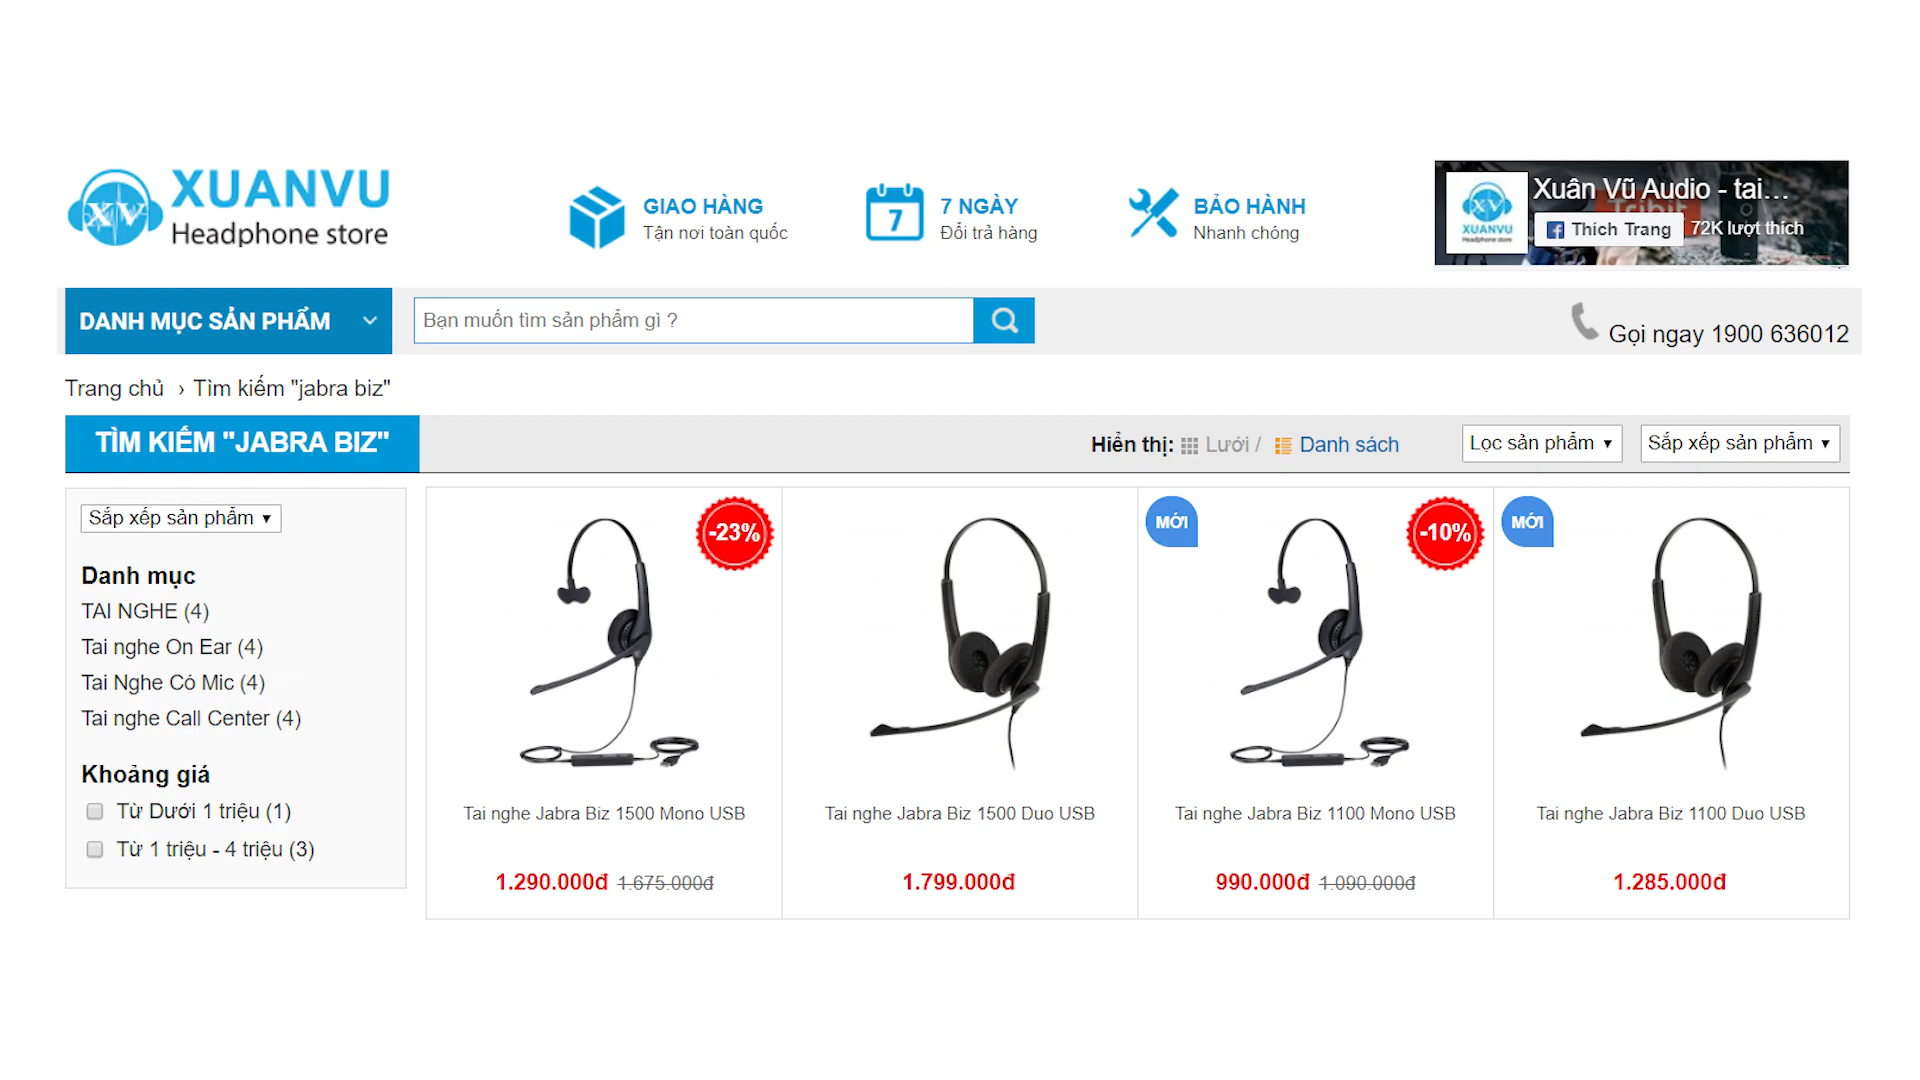 XUANVU
Headphone store
XV
GIAO HÀNG
Tận nơi toàn quốc
7
7 NGÀY
Đổi trả hàng
BẢO HÀNH
Nhanh chóng
XV
XUANVU
Headphone store
Xuân Vũ Audio - tai...
Thích Trang
72K lượt thích
DANH MỤC SẢN PHẨM
Bạn muốn tìm sản phẩm gì ?
Gọi ngay 1900 636012
Trang chủ › Tìm kiếm "jabra biz"
TÌM KIẾM "JABRA BIZ"
Hiển thị: Lưới / Danh sách
Lọc sản phẩm ▼
Sắp xếp sản phẩm ▼
Sắp xếp sản phẩm ▼
Danh mục
TAI NGHE (4)
Tai nghe On Ear (4)
Tai Nghe Có Mic (4)
Tai nghe Call Center (4)
Khoảng giá
Từ Dưới 1 triệu (1)
Từ 1 triệu - 4 triệu (3)
-23%
Tai nghe Jabra Biz 1500 Mono USB
1.290.000đ 1.675.000đ
Tai nghe Jabra Biz 1500 Duo USB
1.799.000đ
MỚI
-10%
Tai nghe Jabra Biz 1100 Mono USB
990.000đ 1.090.000đ
MỚI
Tai nghe Jabra Biz 1100 Duo USB
1.285.000đ